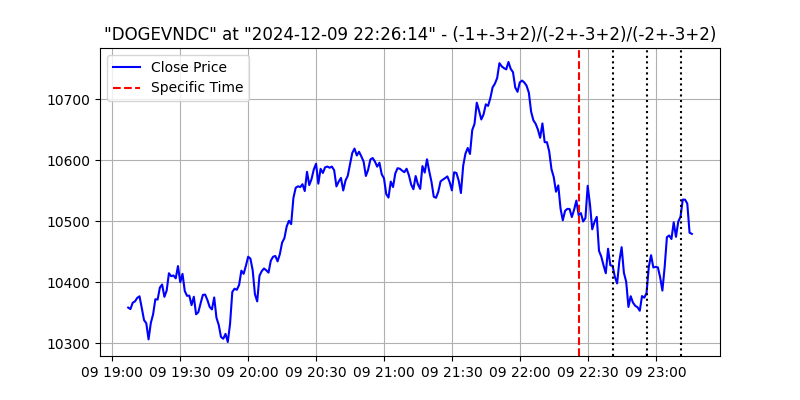 "DOGEVNDC" at "2024-12-09 22:26:14" - (-1+-3+2)/(-2+-3+2)/(-2+-3+2)
Close Price
Specific Time
10700
10600
10500
10400
10300
09 19:00 09 19:30 09 20:00 09 20:30 09 21:00 09 21:30 09 22:00 09 22:30 09 23:00